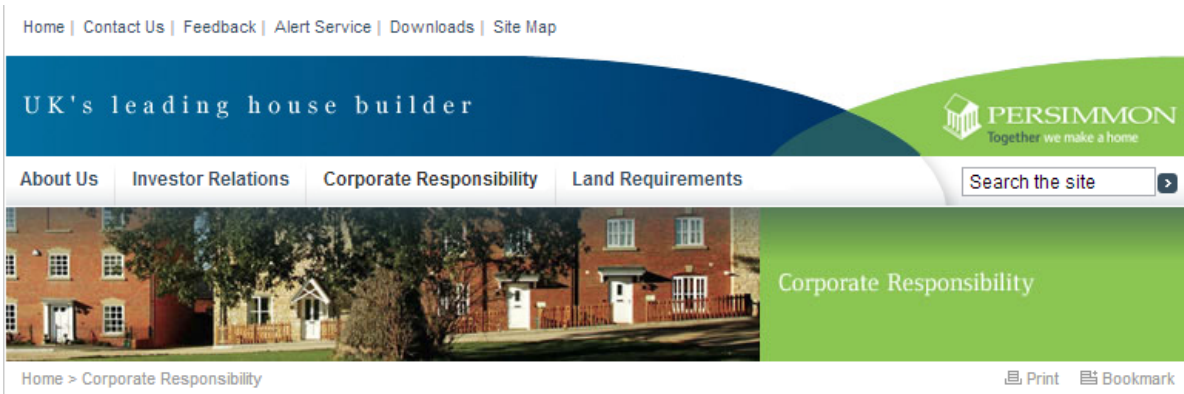 Home | Contact Us | Feedback | Alert Service | Downloads | Site Map
UK's leading house builder
PERSIMMON
Together we make a home
About Us Investor Relations Corporate Responsibility Land Requirements
Search the site
Corporate Responsibility
Home > Corporate Responsibility
Print Bookmark